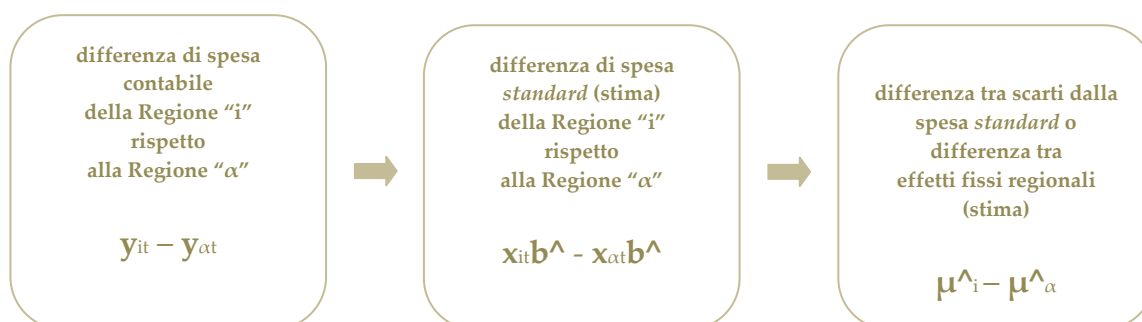 differenza di spesa
contabile
della Regione “i”
rispetto
alla Regione “α”
yit – yαt
differenza di spesa
standard (stima)
della Regione “i”
rispetto
alla Regione “α”
xitb^ - xαtb^
differenza tra scarti dalla
spesa standard o
differenza tra
effetti fissi regionali
(stima)
μ^i – μ^α